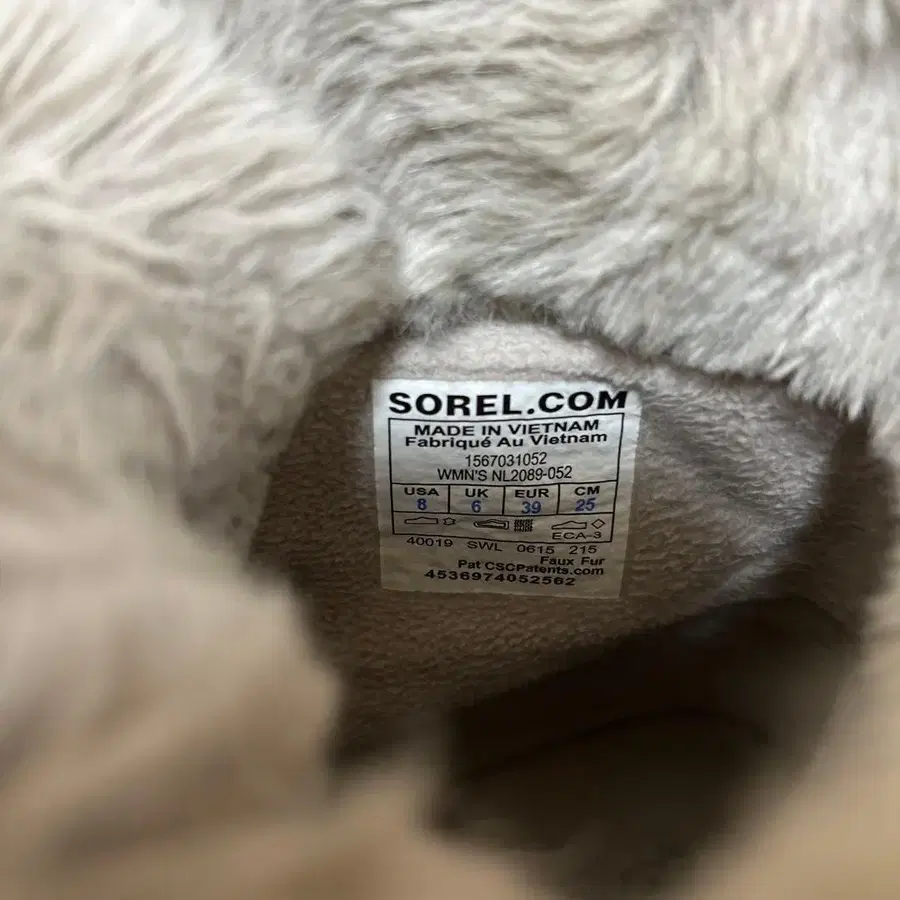 SOREL.COM
MADE IN VIETNAM
Fabriqué Au Vietnam
1567031052
WMN'S NL2089-052
USA UK EUR CM
8 6 39 25
ECA-3
40019 SWL 0615 215
Faux Fur
Pat CSCPatents.com
4536974052562